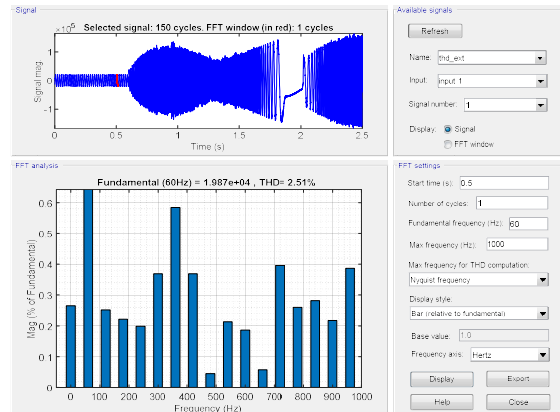 Signal
×10^5
Selected signal: 150 cycles. FFT window (in red): 1 cycles
1
0
-1
Signal mag.
0
0.5
1
1.5
2
2.5
Time (s)
FFT analysis
Fundamental (60Hz) = 1.987e+04 , THD= 2.51%
0.6
0.5
0.4
0.3
0.2
0.1
0
Mag (% of Fundamental)
0 100 200 300 400 500 600 700 800 900 1000
Frequency (Hz)
Available signals
Refresh
Name: thd_ext
Input: input 1
Signal number: 1
Display: Signal
FFT window
FFT settings
Start time (s): 0.5
Number of cycles: 1
Fundamental frequency (Hz): 60
Max frequency (Hz): 1000
Max frequency for THD computation:
Nyquist frequency
Display style:
Bar (relative to fundamental)
Base value: 1.0
Frequency axis: Hertz
Display Export
Help Close